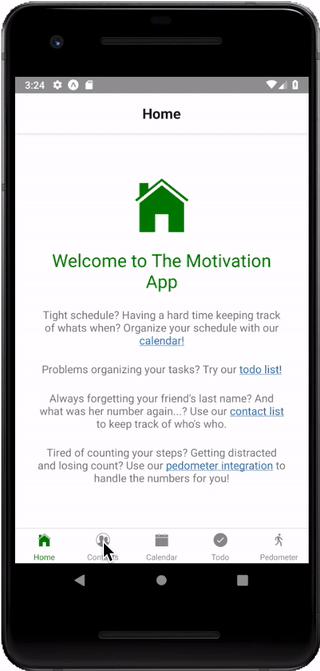 3:24
Home
Welcome to The Motivation
App
Tight schedule? Having a hard time keeping track
of whats when? Organize your schedule with our
calendar!
Problems organizing your tasks? Try our todo list!
Always forgetting your friend's last name? And
what was her number again...? Use our contact list
to keep track of who's who.
Tired of counting your steps? Getting distracted
and losing count? Use our pedometer integration to
handle the numbers for you!
Home Contacts Calendar Todo Pedometer